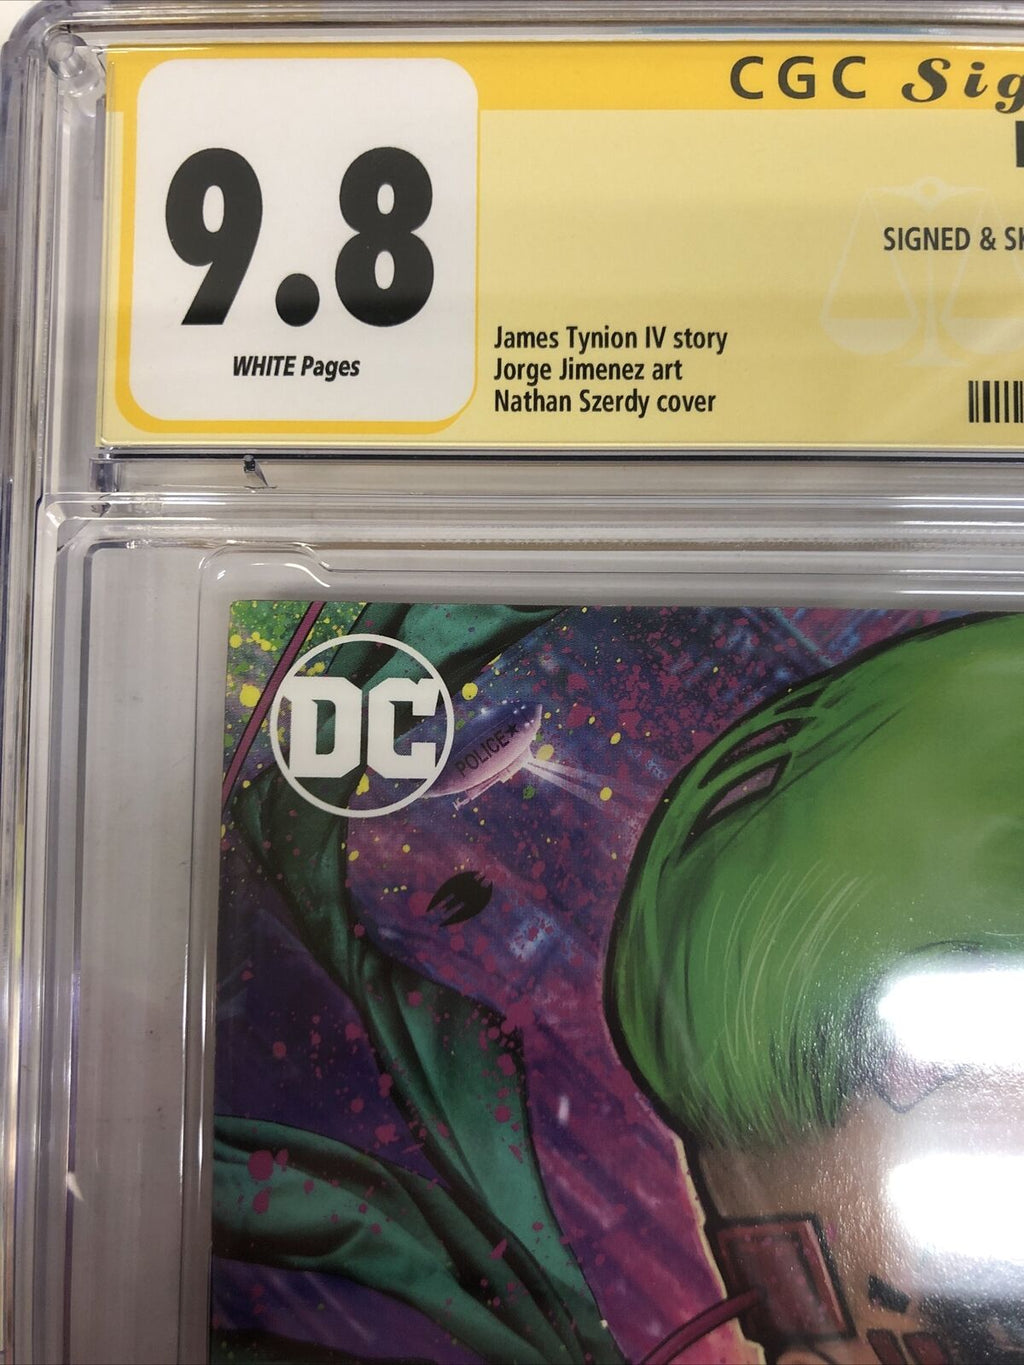 CGC Sig
9.8
SIGNED & SK
WHITE Pages
James Tynion IV story
Jorge Jimenez art
Nathan Szerdy cover
DC
POLICE